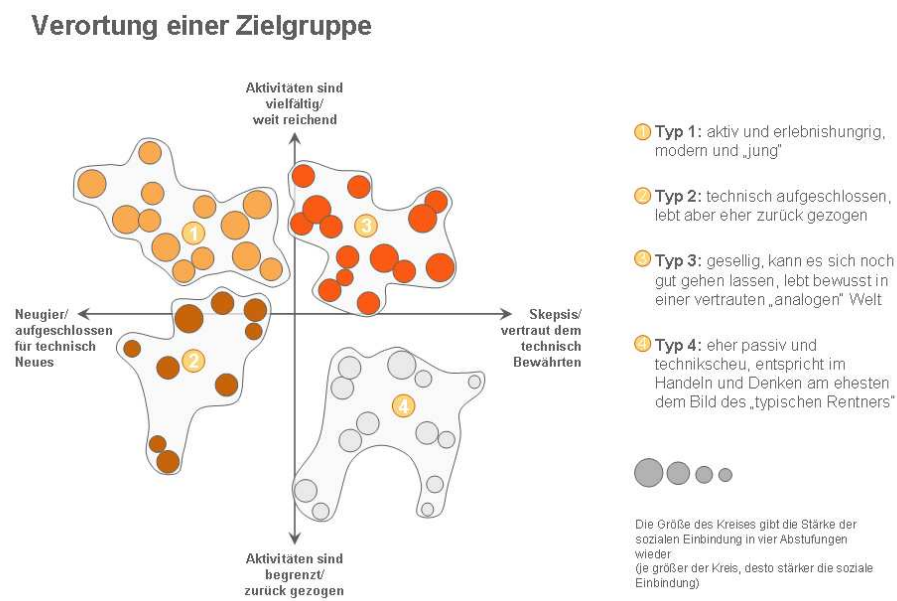 Verortung einer Zielgruppe
Aktivitäten sind
vielfältig/
weit reichend
Neugier/
aufgeschlossen
für technisch
Neues
Skepsis/
vertraut dem
technisch
Bewährten
Aktivitäten sind
begrenzt/
zurück gezogen
1
2
3
4
1 Typ 1: aktiv und erlebnishungrig,
modern und „jung"
2 Typ 2: technisch aufgeschlossen,
lebt aber eher zurück gezogen
3 Typ 3: gesellig, kann es sich noch
gut gehen lassen, lebt bewusst in
einer vertrauten „analogen" Welt
4 Typ 4: eher passiv und
technikscheu, entspricht im
Handeln und Denken am ehesten
dem Bild des „typischen Rentners"
Die Größe des Kreises gibt die Stärke der
sozialen Einbindung in vier Abstufungen
wieder
(je größer der Kreis, desto stärker die soziale
Einbindung)